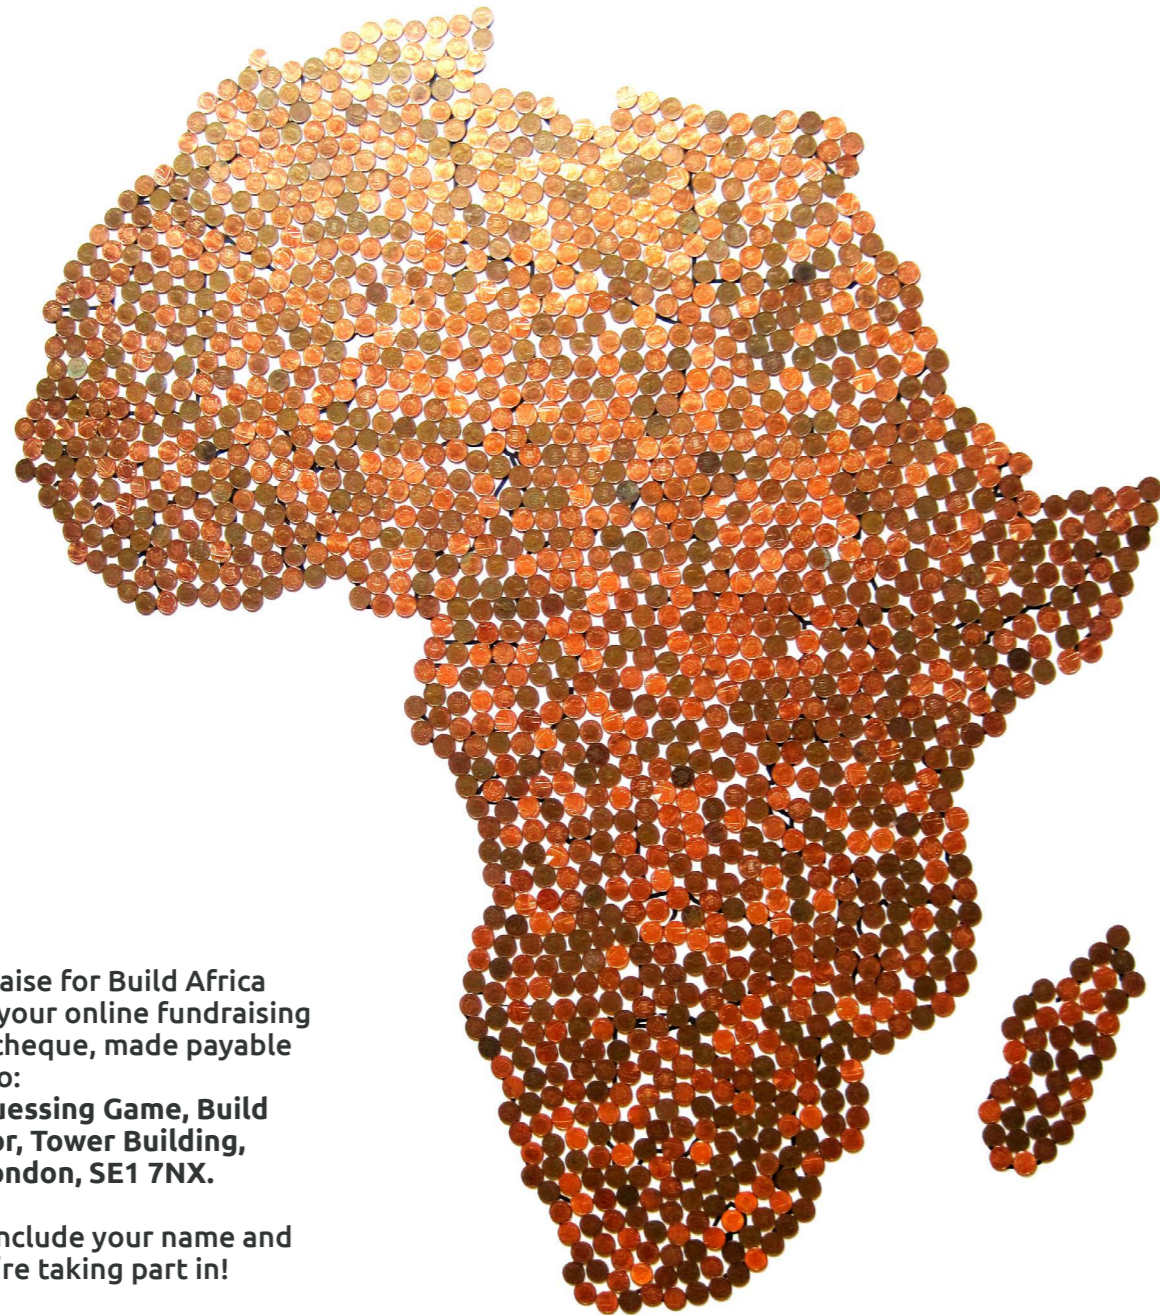 aise for Build Africa
your online fundraising
cheque, made payable
o:
uessing Game, Build
or, Tower Building,
ondon, SE1 7NX.
nclude your name and
're taking part in!